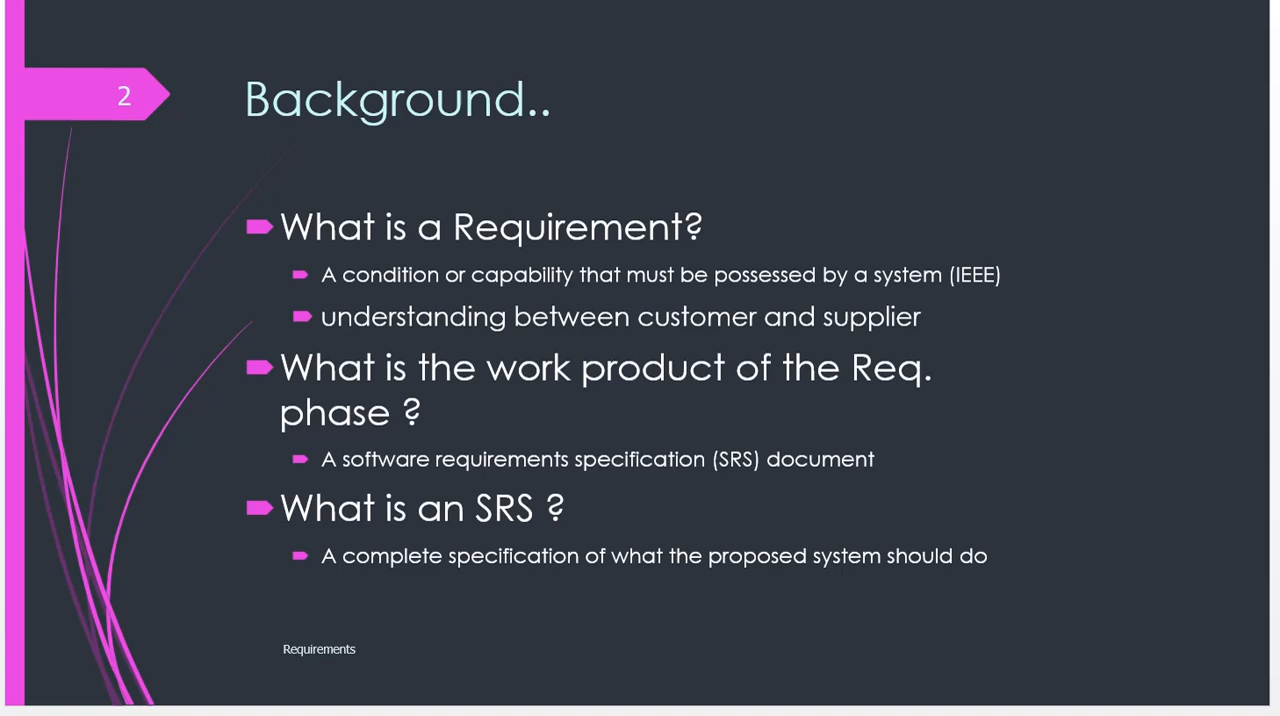 2
Background..
What is a Requirement?
A condition or capability that must be possessed by a system (IEEE)
understanding between customer and supplier
What is the work product of the Req.
phase ?
A software requirements specification (SRS) document
What is an SRS ?
A complete specification of what the proposed system should do
Requirements